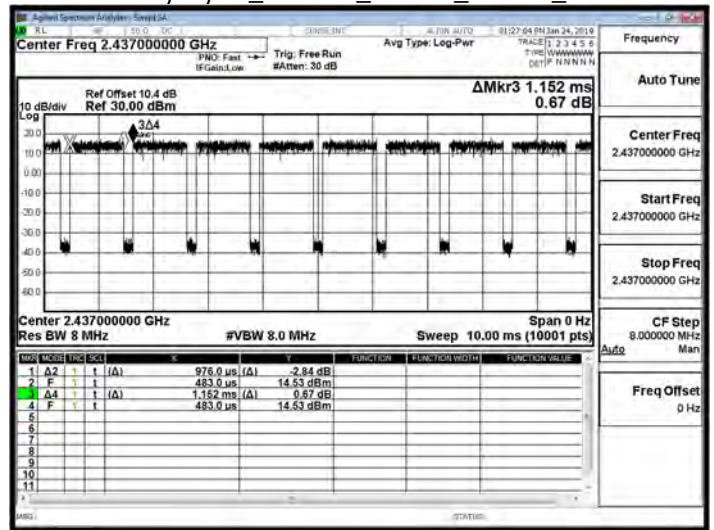 Agilent Spectrum Analyzer - Swept SA
RL RF 50 Ω DC SENSE:INT ALIGN AUTO 01:27:04 PM Jan 24, 2019
Center Freq 2.437000000 GHz
PNO: Fast
IFGain:Low
Trig: Free Run
#Atten: 30 dB
Avg Type: Log-Pwr
TRACE 1 2 3 4 5 6
TYPE WWWWWWW
DET P N N N N N
Frequency
Auto Tune
Ref Offset 10.4 dB
10 dB/div Ref 30.00 dBm
Log
ΔMkr3 1.152 ms
0.67 dB
3Δ4
20.0
10.0
0.00
-10.0
-20.0
-30.0
-40.0
-50.0
-60.0
Center Freq
2.437000000 GHz
Start Freq
2.437000000 GHz
Stop Freq
2.437000000 GHz
CF Step
8.000000 MHz
Auto Man
Freq Offset
0 Hz
Center 2.437000000 GHz Span 0 Hz
Res BW 8 MHz #VBW 8.0 MHz Sweep 10.00 ms (10001 pts)
MKR MODE TRC SCL X Y FUNCTION FUNCTION WIDTH FUNCTION VALUE
1 Δ2 1 t (Δ) 976.0 us (Δ) -2.84 dB
2 F 1 t 483.0 us 14.53 dBm
3 Δ4 1 t (Δ) 1.152 ms (Δ) 0.67 dB
4 F 1 t 483.0 us 14.53 dBm
5
6
7
8
9
10
11
MSG STATUS